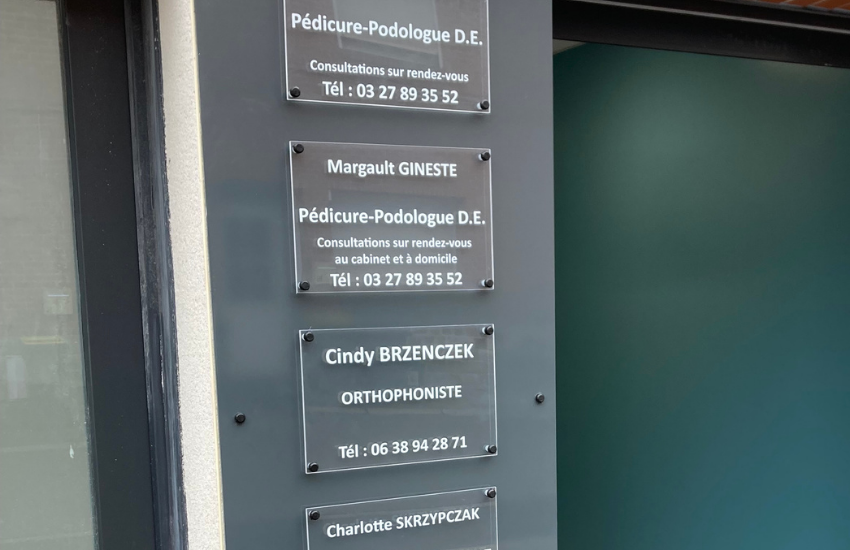 Pédicure-Podologue D.E.
Consultations sur rendez-vous
Tél : 03 27 89 35 52
Margault GINESTE
Pédicure-Podologue D.E.
Consultations sur rendez-vous
au cabinet et à domicile
Tél : 03 27 89 35 52
Cindy BRZENCZEK
ORTHOPHONISTE
Tél : 06 38 94 28 71
Charlotte SKRZYPCZAK